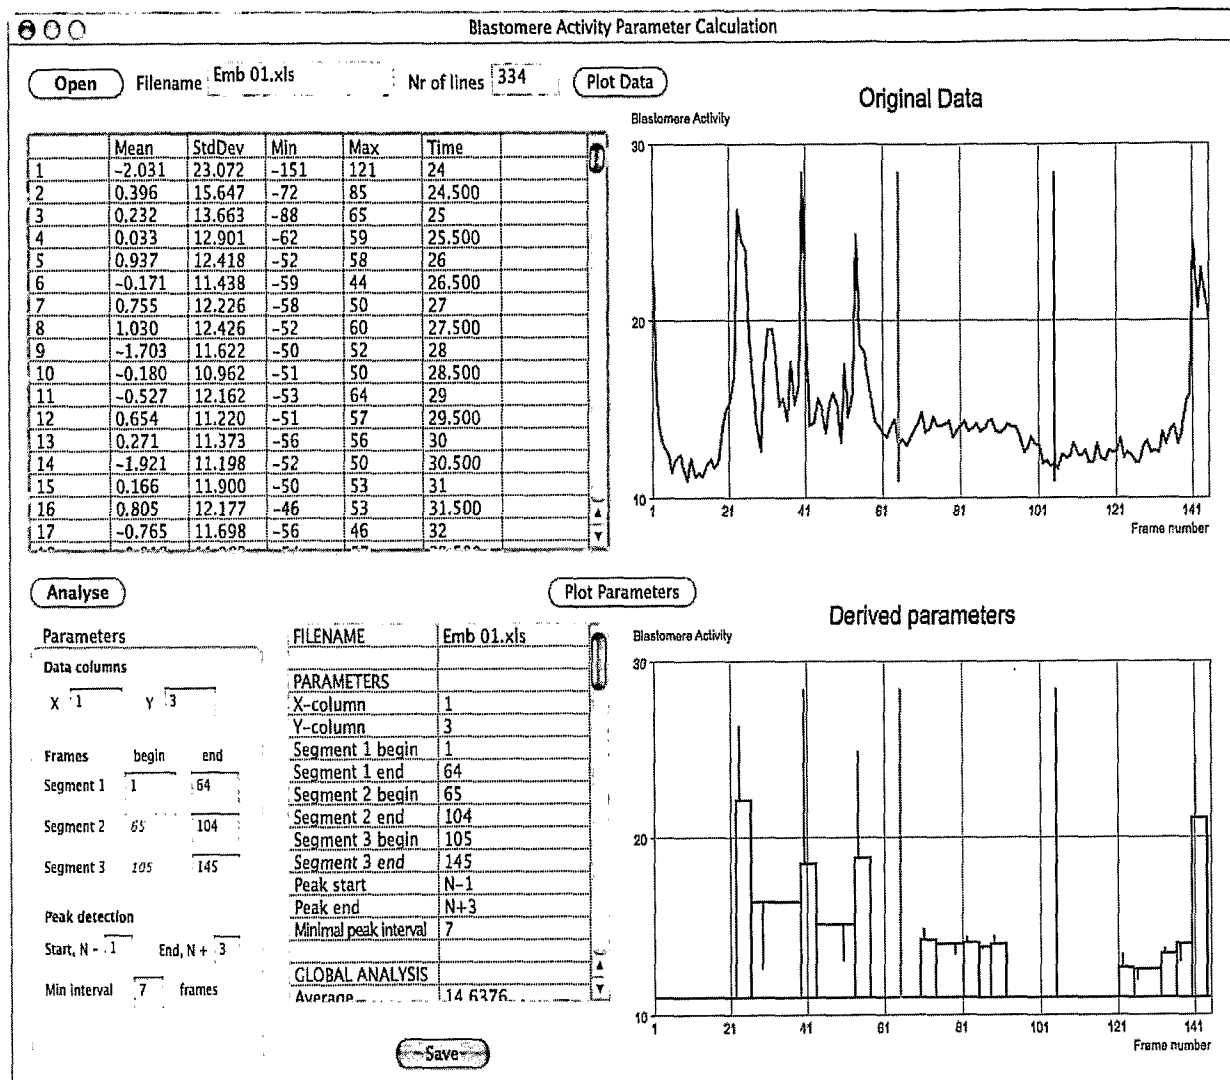 Blastomere Activity Parameter Calculation
Open Filename Emb 01.xls Nr of lines 334 Plot Data
Mean StdDev Min Max Time
1 -2.031 23.072 -151 121 24
2 0.396 15.647 -72 85 24,500
3 0.232 13.663 -88 65 25
4 0.033 12.901 -62 59 25.500
5 0.937 12.418 -52 58 26
6 -0.171 11.438 -59 44 26,500
7 0.755 12.226 -58 50 27
8 1.030 12.426 -52 60 27,500
9 -1.703 11.622 -50 52 28
10 -0.180 10.962 -51 50 28,500
11 -0.527 12.162 -53 64 29
12 0.654 11.220 -51 57 29,500
13 0.271 11.373 -56 56 30
14 -1.921 11.198 -52 50 30.500
15 0.166 11.900 -50 53 31
16 0.805 12.177 -46 53 31.500
17 -0.765 11.698 -56 46 32
Original Data
Blastomere Activity
30
20
10
1 21 41 61 81 101 121 141
Frame number
Analyse
Parameters
Data columns
X 1 Y 3
Frames begin end
Segment 1 1 64
Segment 2 65 104
Segment 3 105 145
Peak detection
Start, N - 1 End, N + 3
Min interval 7 frames
Plot Parameters
FILENAME Emb 01.xls
PARAMETERS
X-column 1
Y-column 3
Segment 1 begin 1
Segment 1 end 64
Segment 2 begin 65
Segment 2 end 104
Segment 3 begin 105
Segment 3 end 145
Peak start N-1
Peak end N+3
Minimal peak interval 7
GLOBAL ANALYSIS
Average 14.6376
Save
Derived parameters
Blastomere Activity
30
20
10
1 21 41 61 81 101 121 141
Frame number